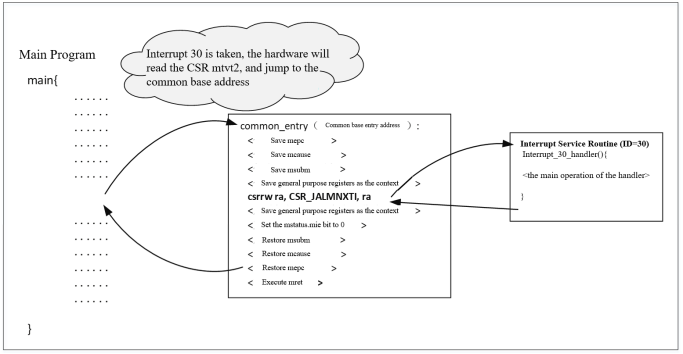 Main Program
main{
Interrupt 30 is taken, the hardware will
read the CSR mtvt2, and jump to the
common base address
......
......
......
......
......
......
......
......
......
......
}
common_entry ( Common base entry address ) :
< Save mepc >
< Save mcause >
< Save msubm >
< Save general purpose registers as the context >
csrrw ra, CSR_JALMNXTI, ra
< Save general purpose registers as the context >
< Set the mstatus.mie bit to 0 >
< Restore msubm >
< Restore mcause >
< Restore mepc >
< Execute mret >
Interrupt Service Routine (ID=30)
Interrupt_30_handler(){
<the main operation of the handler>
}